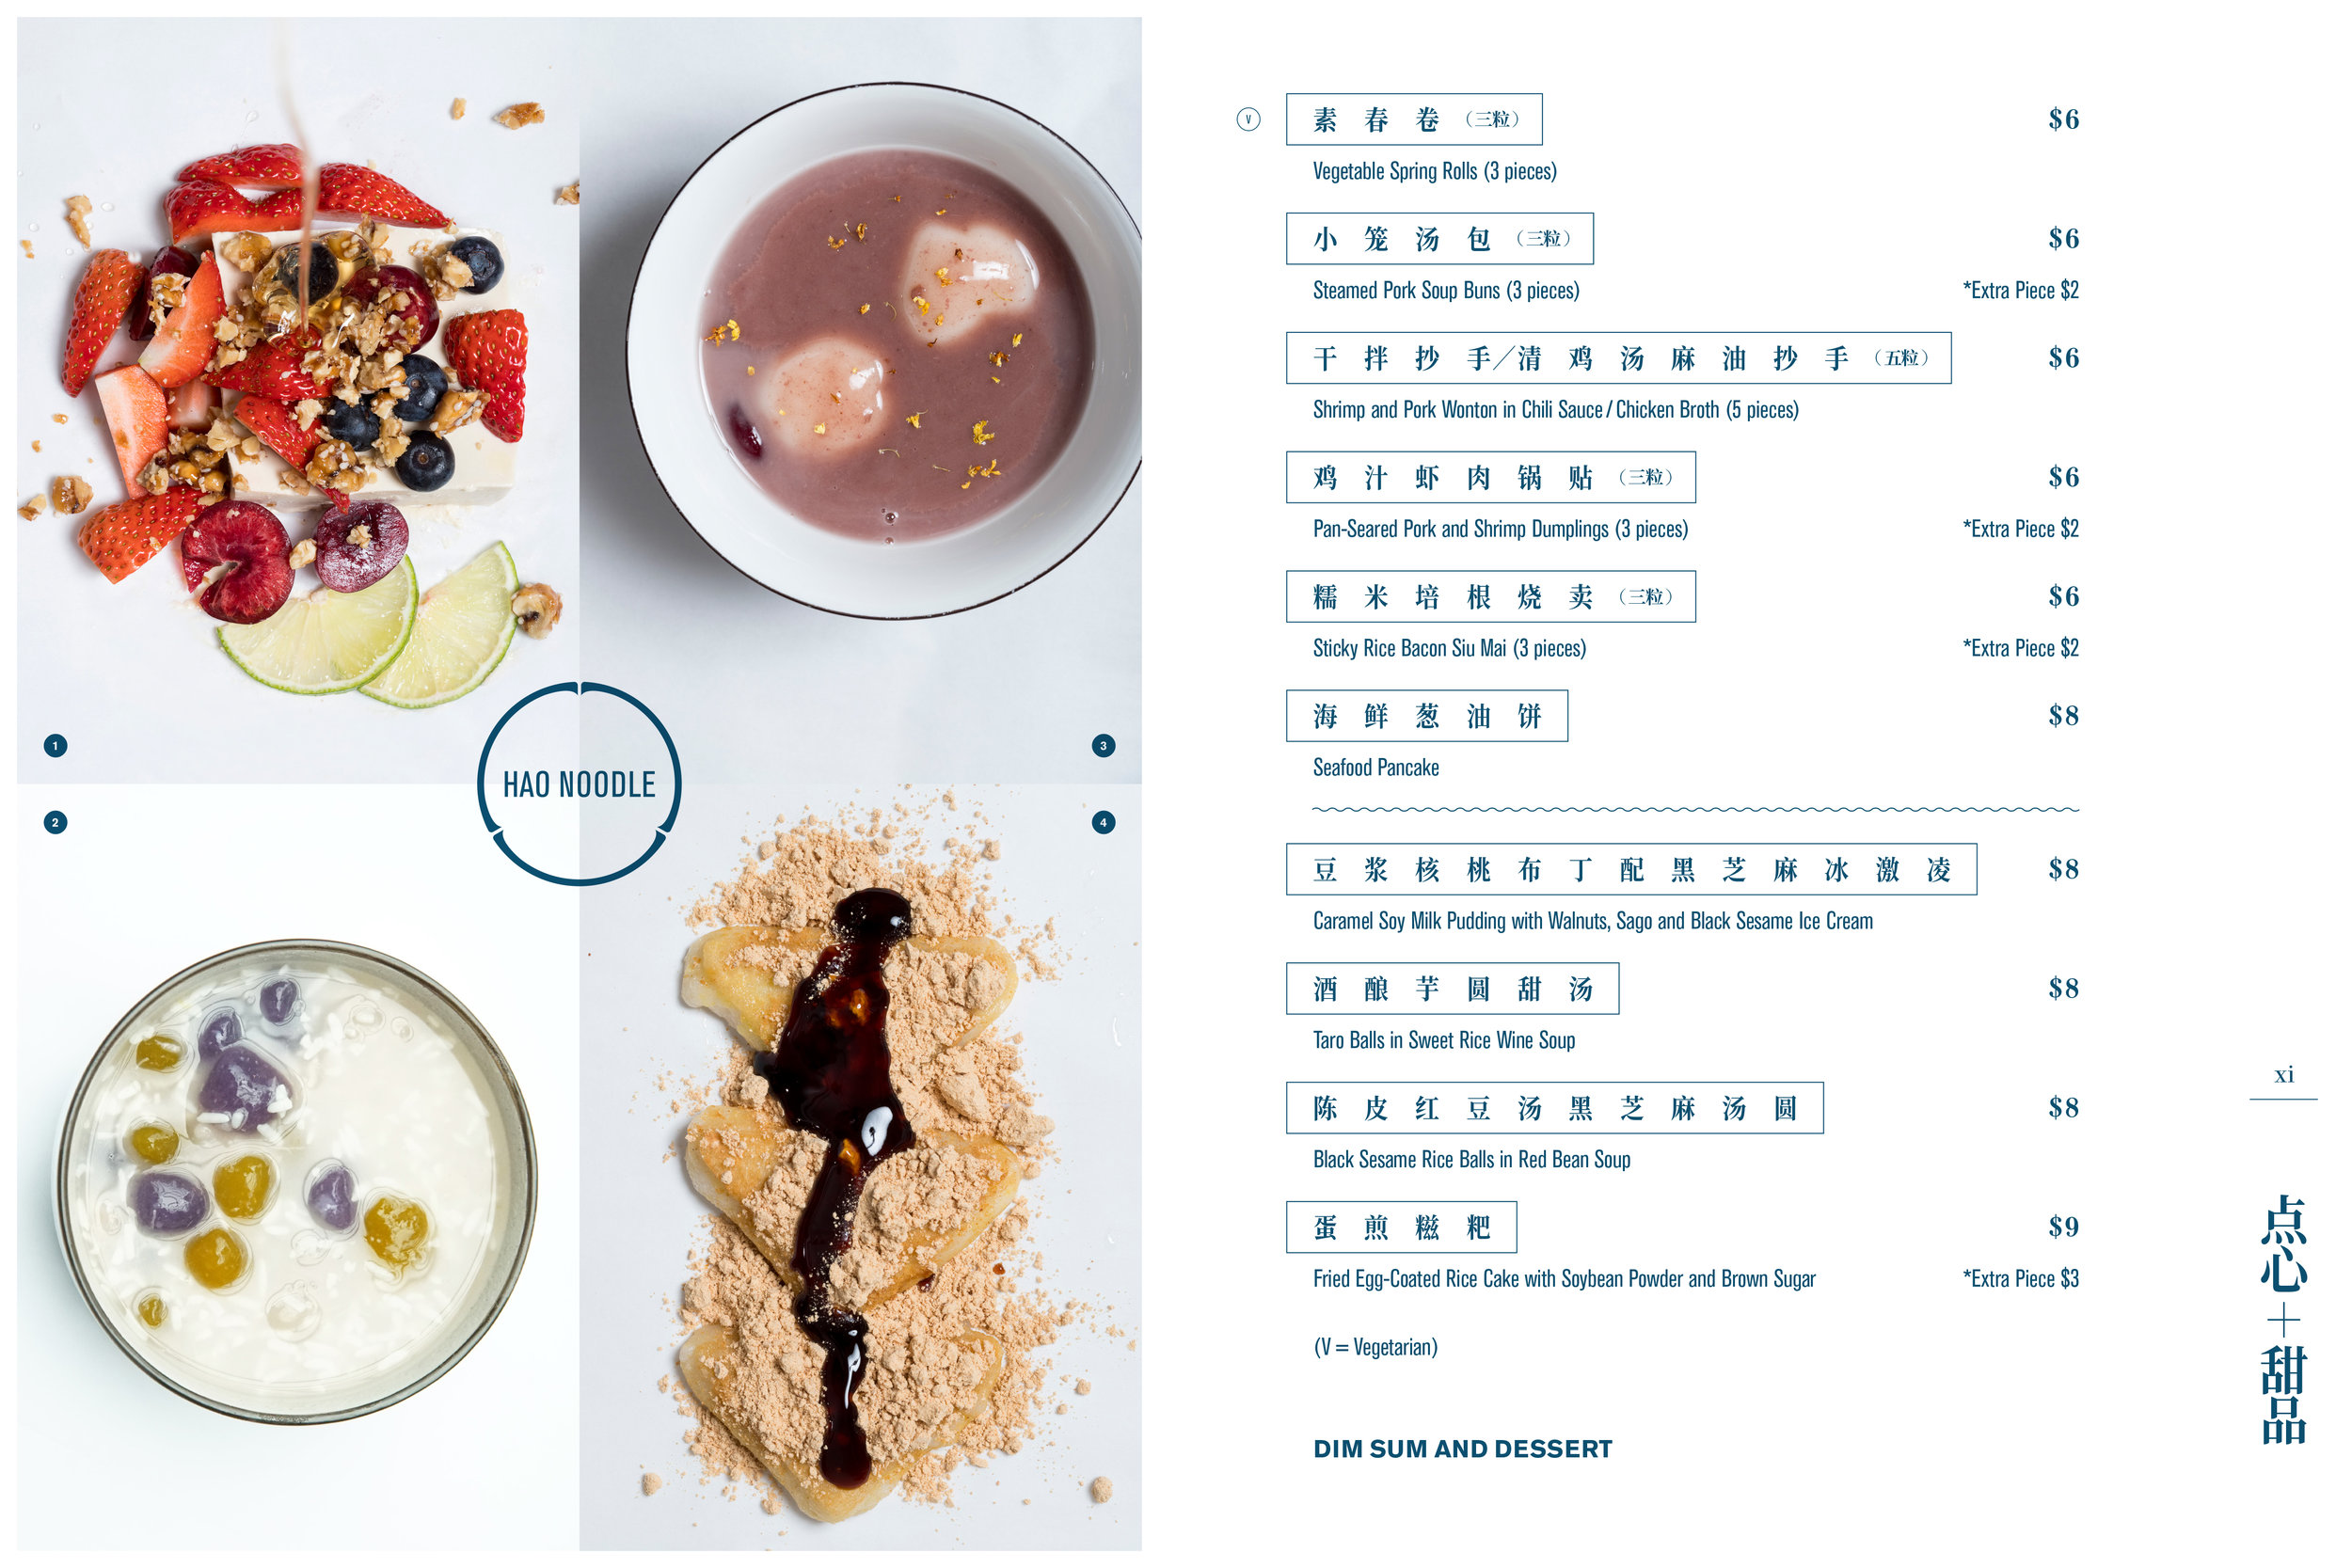 1
3
HAO NOODLE
2
4
V
素春卷（三粒）
$6
Vegetable Spring Rolls (3 pieces)
小笼汤包（三粒）
$6
Steamed Pork Soup Buns (3 pieces)
*Extra Piece $2
干拌抄手/清鸡汤麻油抄手（五粒）
$6
Shrimp and Pork Wonton in Chili Sauce / Chicken Broth (5 pieces)
鸡汁虾肉锅贴（三粒）
$6
Pan-Seared Pork and Shrimp Dumplings (3 pieces)
*Extra Piece $2
糯米培根烧卖（三粒）
$6
Sticky Rice Bacon Siu Mai (3 pieces)
*Extra Piece $2
海鲜葱油饼
$8
Seafood Pancake
豆浆核桃布丁配黑芝麻冰激凌
$8
Caramel Soy Milk Pudding with Walnuts, Sago and Black Sesame Ice Cream
酒酿芋圆甜汤
$8
Taro Balls in Sweet Rice Wine Soup
陈皮红豆汤黑芝麻汤圆
$8
Black Sesame Rice Balls in Red Bean Soup
蛋煎糍粑
$9
Fried Egg-Coated Rice Cake with Soybean Powder and Brown Sugar
*Extra Piece $3
(V = Vegetarian)
DIM SUM AND DESSERT
xi
点心+甜品